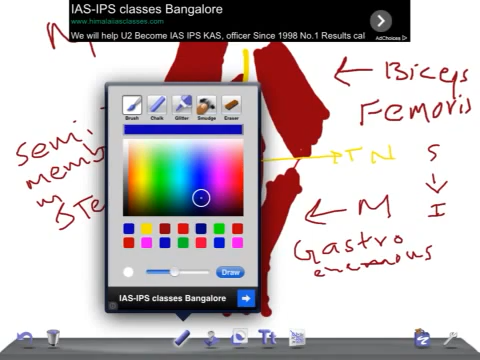 IAS-IPS classes Bangalore
www.himalaiasclasses.com
We will help U2 Become IAS IPS KAS, officer Since 1998 No.1 Results cal
AdChoices
Biceps
Femoris
Brush Chalk Glitter Smudge Eraser
Semi
memb
TN
S
I
M
Gastro
Draw
IAS-IPS classes Bangalore
Tt